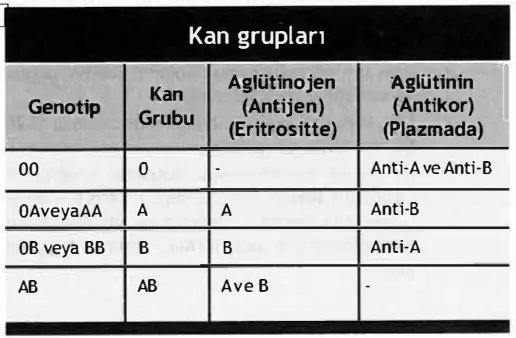 Kan grupları
Genotip
Kan
Grubu
Aglütinojen
(Antijen)
(Eritrositte)
Aglütinin
(Antikor)
(Plazmada)
00
0
Anti-A ve Anti-B
0AveyaAA
A
Anti-B
0B veya BB
B
B
Anti-A
AB
AB
A ve B
-